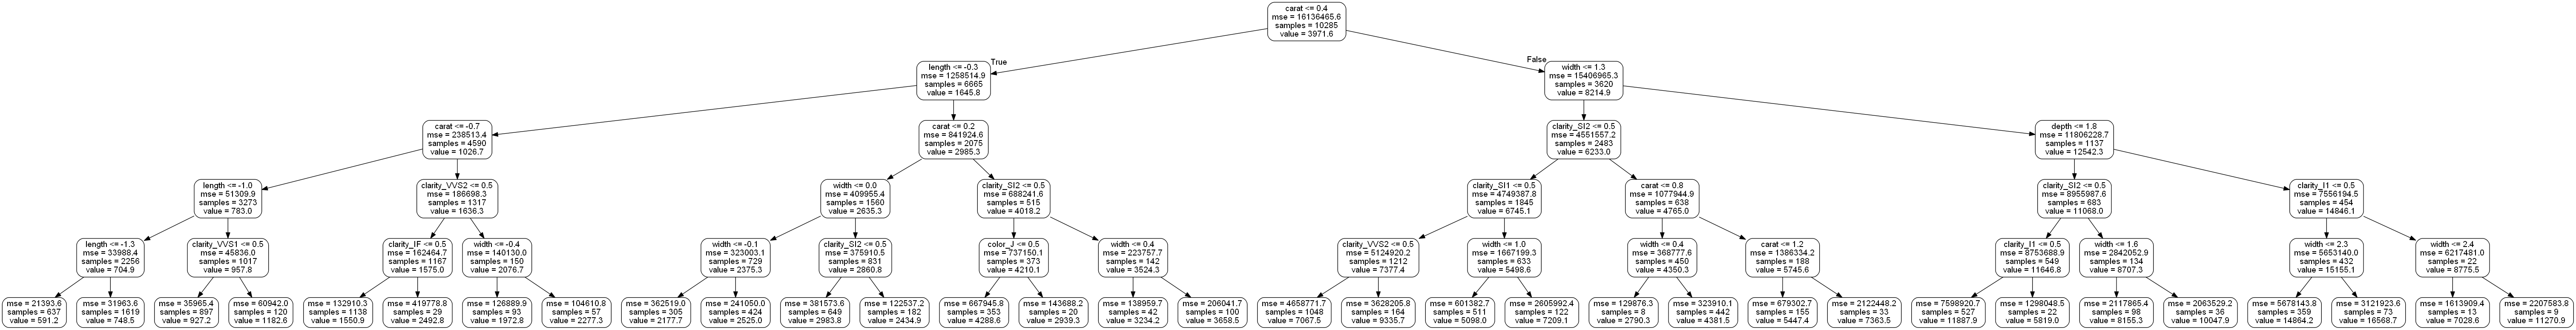 carat <= 0.4
mse = 16136465.6
samples = 10285
value = 3971.6
True
False
length <= -0.3
mse = 1258514.9
samples = 6665
value = 1645.8
width <= 1.3
mse = 15406965.3
samples = 3620
value = 8214.9
carat <= -0.7
mse = 238513.4
samples = 4590
value = 1026.7
carat <= 0.2
mse = 841924.6
samples = 2075
value = 2985.3
clarity_SI2 <= 0.5
mse = 4551557.2
samples = 2483
value = 6233.0
depth <= 1.8
mse = 11806228.7
samples = 1137
value = 12542.3
length <= -1.0
mse = 51309.9
samples = 3273
value = 783.0
clarity_VVS2 <= 0.5
mse = 186698.3
samples = 1317
value = 1636.3
width <= 0.0
mse = 409955.4
samples = 1560
value = 2635.3
clarity_SI2 <= 0.5
mse = 688241.6
samples = 515
value = 4018.2
clarity_SI1 <= 0.5
mse = 4749387.8
samples = 1845
value = 6745.1
carat <= 0.8
mse = 1077944.9
samples = 638
value = 4765.0
clarity_SI2 <= 0.5
mse = 8955987.6
samples = 683
value = 11068.0
clarity_I1 <= 0.5
mse = 7556194.5
samples = 454
value = 14846.1
length <= -1.3
mse = 33988.4
samples = 2256
value = 704.9
clarity_VVS1 <= 0.5
mse = 45836.0
samples = 1017
value = 957.8
clarity_IF <= 0.5
mse = 162464.7
samples = 1167
value = 1575.0
width <= -0.4
mse = 140130.0
samples = 150
value = 2076.7
width <= -0.1
mse = 323003.1
samples = 729
value = 2375.3
clarity_SI2 <= 0.5
mse = 375910.5
samples = 831
value = 2860.8
color_J <= 0.5
mse = 737150.1
samples = 373
value = 4210.1
width <= 0.4
mse = 223757.7
samples = 142
value = 3524.3
clarity_VVS2 <= 0.5
mse = 5124920.2
samples = 1212
value = 7377.4
width <= 1.0
mse = 1667199.3
samples = 633
value = 5498.6
width <= 0.4
mse = 368777.6
samples = 450
value = 4350.3
carat <= 1.2
mse = 1386334.2
samples = 188
value = 5745.6
clarity_I1 <= 0.5
mse = 8753688.9
samples = 549
value = 11646.8
width <= 1.6
mse = 2842052.9
samples = 134
value = 8707.3
width <= 2.3
mse = 5653140.0
samples = 432
value = 15155.1
width <= 2.4
mse = 6217481.0
samples = 22
value = 8775.5
mse = 21393.6
samples = 637
value = 591.2
mse = 31963.6
samples = 1619
value = 748.5
mse = 35965.4
samples = 897
value = 927.2
mse = 60942.0
samples = 120
value = 1182.6
mse = 132910.3
samples = 1138
value = 1550.9
mse = 419778.8
samples = 29
value = 2492.8
mse = 128889.9
samples = 93
value = 1972.8
mse = 104610.8
samples = 57
value = 2277.3
mse = 362519.0
samples = 305
value = 2177.7
mse = 241050.0
samples = 424
value = 2525.0
mse = 381573.6
samples = 649
value = 2983.8
mse = 122537.2
samples = 182
value = 2434.9
mse = 667945.8
samples = 353
value = 4288.6
mse = 143688.2
samples = 20
value = 2939.3
mse = 138959.7
samples = 42
value = 3234.2
mse = 206041.7
samples = 100
value = 3658.5
mse = 4658771.7
samples = 1048
value = 7067.5
mse = 3628205.8
samples = 164
value = 9335.7
mse = 601382.7
samples = 511
value = 5098.0
mse = 2605992.4
samples = 122
value = 7209.1
mse = 129876.3
samples = 8
value = 2790.3
mse = 323910.1
samples = 442
value = 4381.5
mse = 679302.7
samples = 155
value = 5447.4
mse = 2122448.2
samples = 33
value = 7363.5
mse = 7598920.7
samples = 527
value = 11887.9
mse = 1298048.5
samples = 22
value = 5819.0
mse = 2117865.4
samples = 98
value = 8155.3
mse = 2063529.2
samples = 36
value = 10047.9
mse = 5678143.8
samples = 359
value = 14864.2
mse = 3121923.6
samples = 73
value = 16568.7
mse = 1613909.4
samples = 13
value = 7028.6
mse = 2207583.8
samples = 9
value = 11270.9